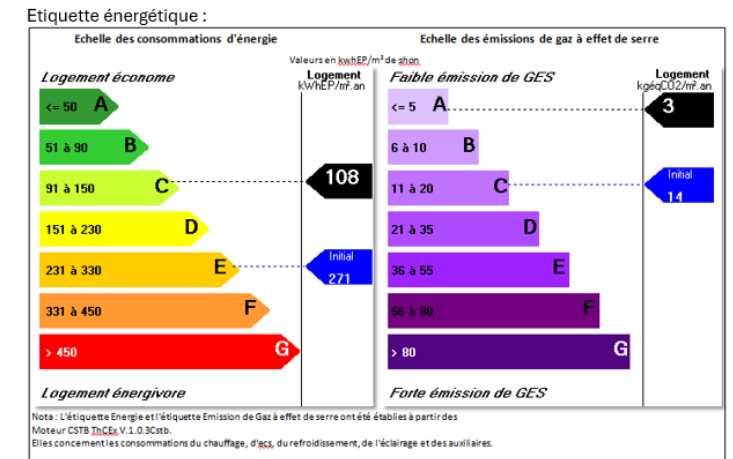 Etiquette énergétique :
Echelle des consommations d'énergie
Echelle des émissions de gaz à effet de serre
Valeurs en kwhEP/m² de shon
Logement économe
Logement
kWhEP/m².an
<= 50 A
51 à 90 B
91 à 150 C
108
151 à 230 D
231 à 330 E
Initial
271
331 à 450 F
> 450 G
Logement énergivore
Faible émission de GES
Logement
kgéqCO2/m².an
<= 5 A
3
6 à 10 B
11 à 20 C
Initial
14
21 à 35 D
36 à 55 E
56 à 80 F
> 80 G
Forte émission de GES
Nota : L'étiquette Energie et l'étiquette Emission de Gaz à effet de serre ont été établies à partir des
Moteur CSTB ThCEx V.1.0.3Cstb.
Elles concernent les consommations du chauffage, d'ecs, du refroidissement, de l'éclairage et des auxiliaires.